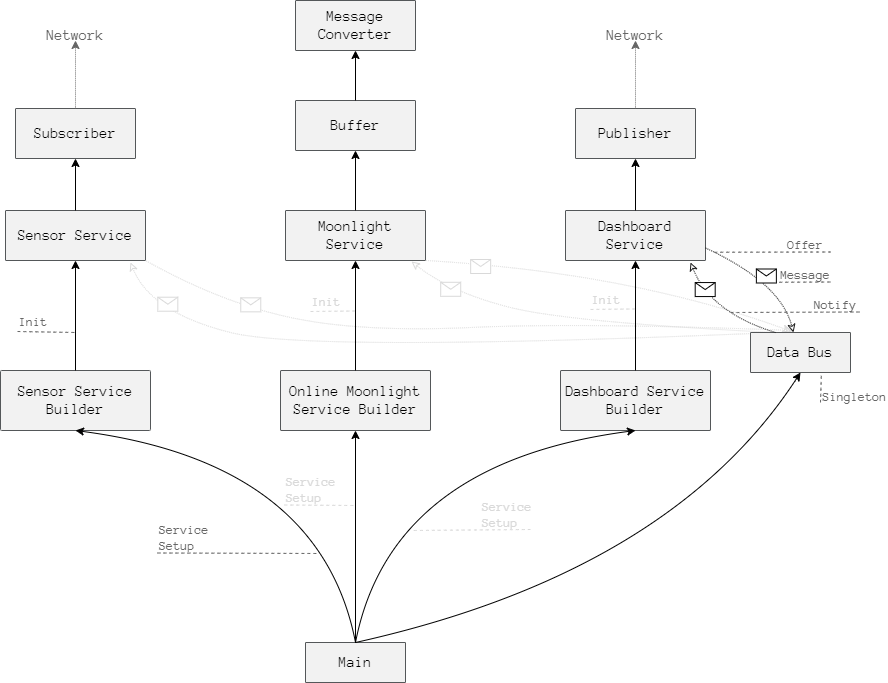 Message
Converter
Network
Network
Buffer
Subscriber
Publisher
Sensor Service
Moonlight
Service
Dashboard
Service
Offer
Message
Notify
Init
Init
Init
Data Bus
Sensor Service
Builder
Online Moonlight
Service Builder
Dashboard Service
Builder
Singleton
Service
Setup
Service
Setup
Service
Setup
Main